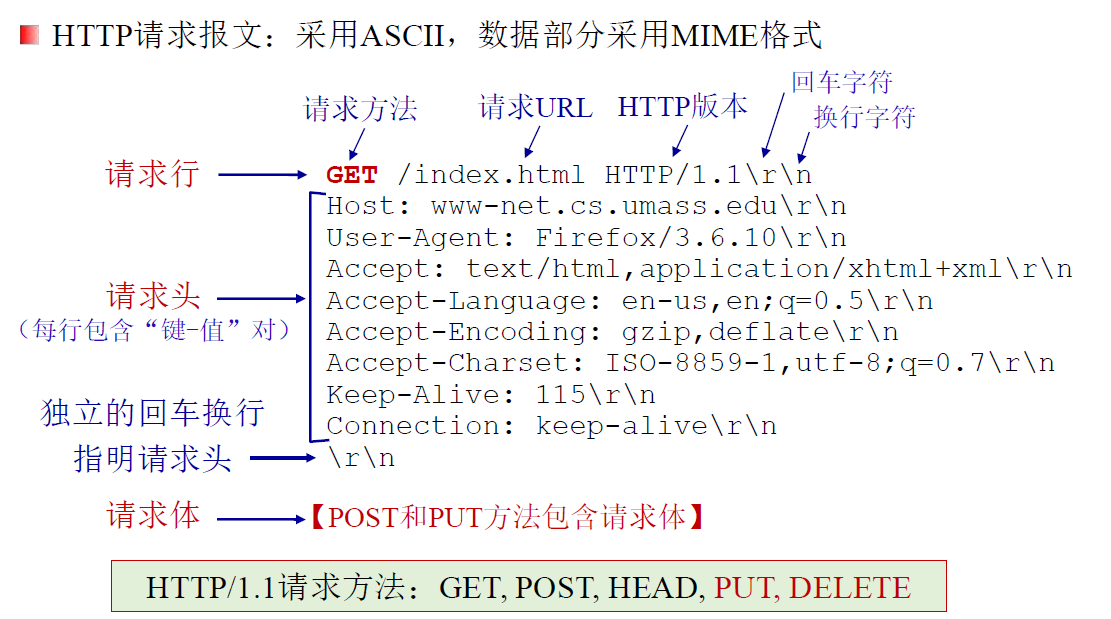 HTTP请求报文：采用ASCII，数据部分采用MIME格式
请求方法
请求URL
HTTP版本
回车字符
换行字符
请求行
GET /index.html HTTP/1.1\r\n
请求头
（每行包含“键-值”对）
Host: www-net.cs.umass.edu\r\n
User-Agent: Firefox/3.6.10\r\n
Accept: text/html,application/xhtml+xml\r\n
Accept-Language: en-us,en;q=0.5\r\n
Accept-Encoding: gzip,deflate\r\n
Accept-Charset: ISO-8859-1,utf-8;q=0.7\r\n
Keep-Alive: 115\r\n
Connection: keep-alive\r\n
独立的回车换行
指明请求头
\r\n
请求体
【POST和PUT方法包含请求体】
HTTP/1.1请求方法：GET, POST, HEAD, PUT, DELETE